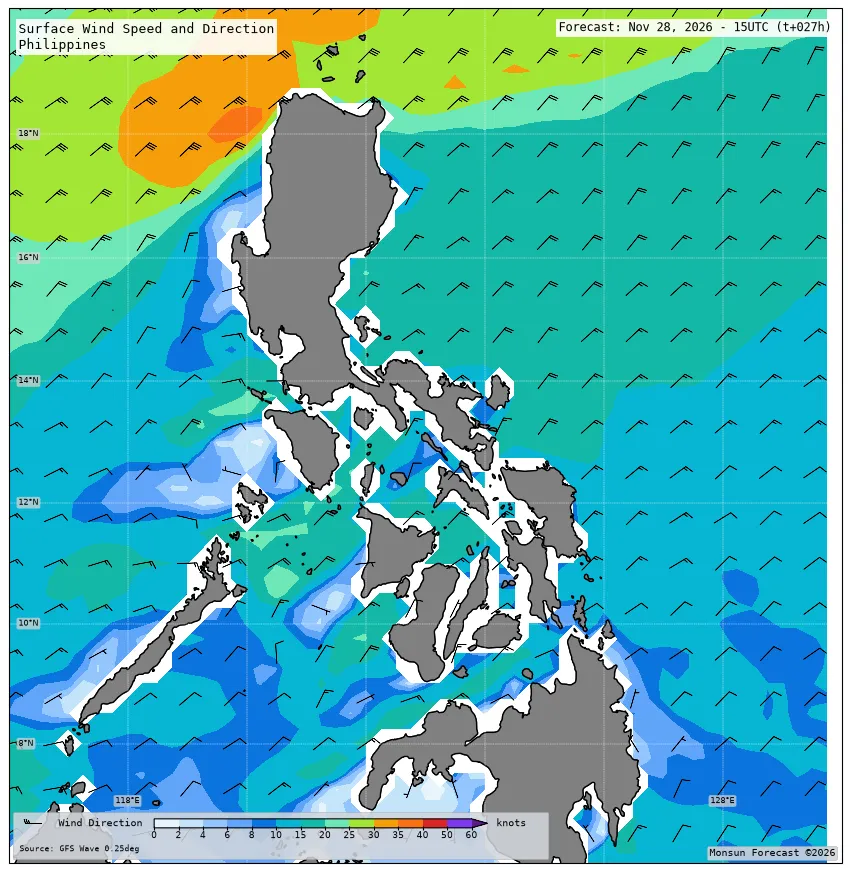 Surface Wind Speed and Direction
Philippines
Forecast: Nov 28, 2026 - 15UTC (t+027h)
18°N
16°N
14°N
12°N
10°N
8°N
118°E
128°E
Wind Direction
0 2 4 6 8 10 15 20 25 30 35 40 50 60
knots
Source: GFS Wave 0.25deg
Monsun Forecast ©2026